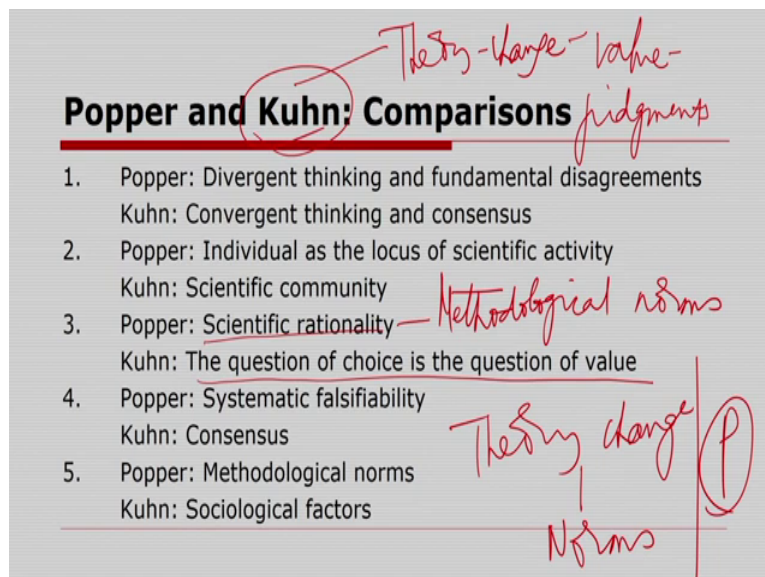 Theory-change-value-
judgments
Popper and Kuhn: Comparisons
1. Popper: Divergent thinking and fundamental disagreements
Kuhn: Convergent thinking and consensus
2. Popper: Individual as the locus of scientific activity
Kuhn: Scientific community
3. Popper: Scientific rationality - Methodological norms
Kuhn: The question of choice is the question of value
4. Popper: Systematic falsifiability
Kuhn: Consensus
Theory change
P
5. Popper: Methodological norms
Kuhn: Sociological factors
Norms